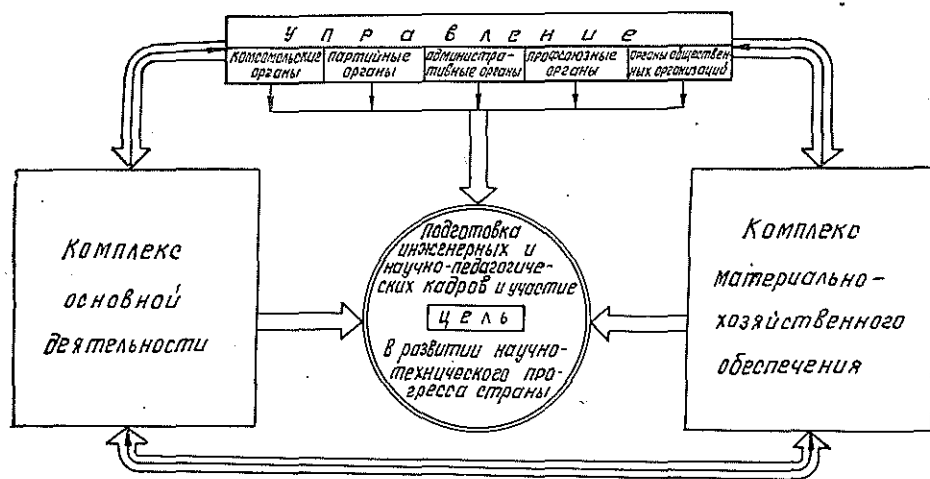 Управление
Комсомольские
органы
партийные
органы
административные
тивные органы
профсоюзные
органы
органы обществен-
ных организаций
Комплекс
основной
деятельности
Подготовка
инженерных и
научно-педагогиче-
ских кадров и участие
цель
в развитии научно-
технического про-
гресса страны
Комплекс
материально-
хозяйственного
обеспечения